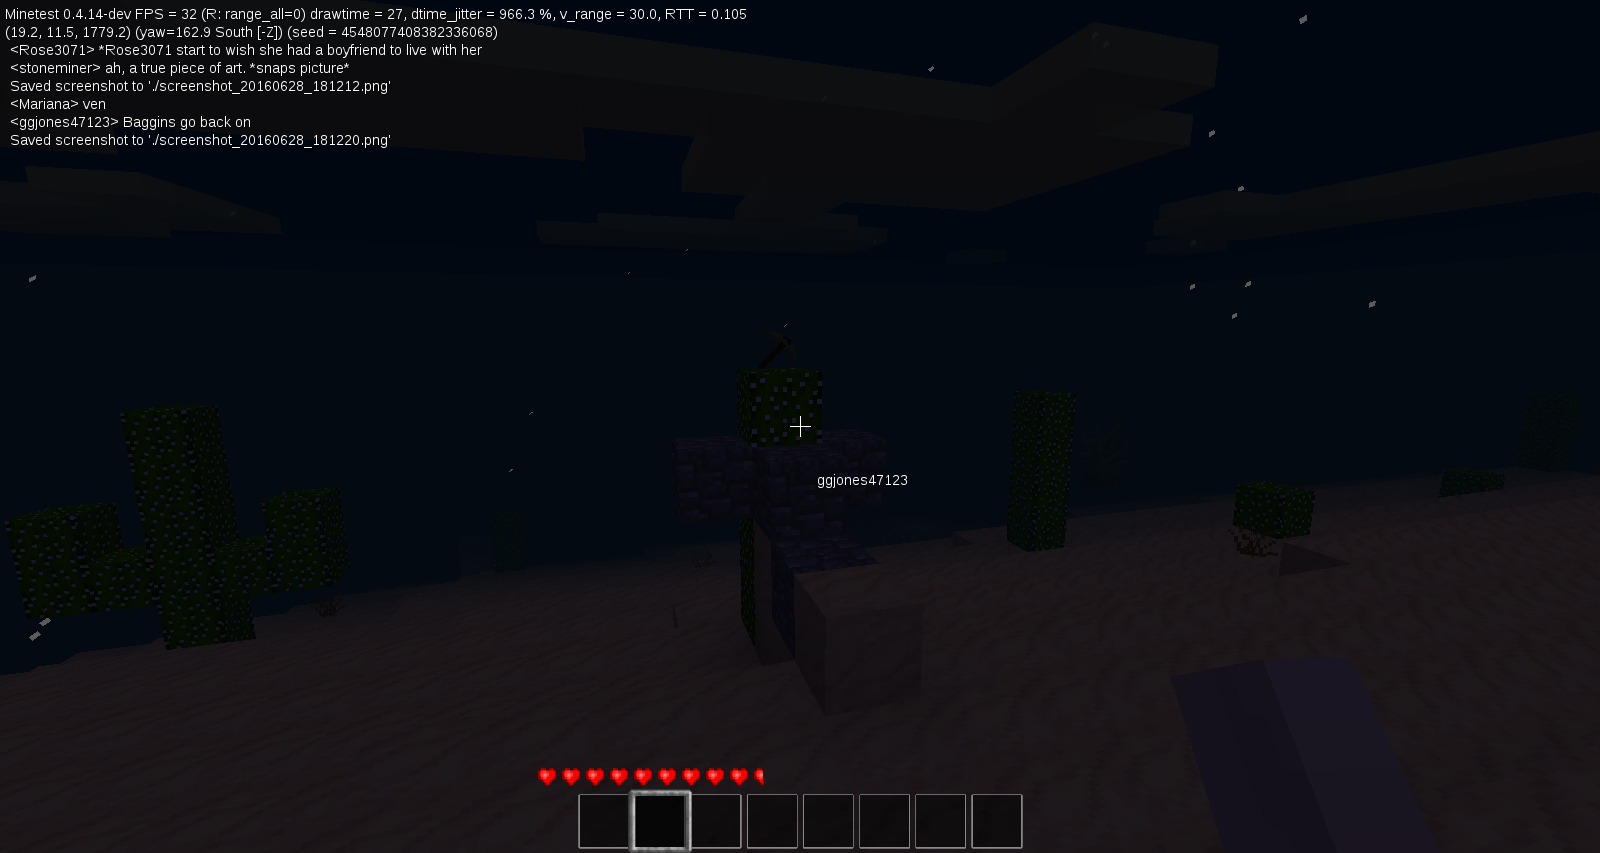 Minetest 0.4.14-dev FPS = 32 (R: range_all=0) drawtime = 27, dtime_jitter = 966.3 %, v_range = 30.0, RTT = 0.105
(19.2, 11.5, 1779.2) (yaw=162.9 South [-Z]) (seed = 4548077408382336068)
<Rose3071> *Rose3071 start to wish she had a boyfriend to live with her
<stoneminer> ah, a true piece of art. *snaps picture*
Saved screenshot to './screenshot_20160628_181212.png'
<Mariana> ven
<ggjones47123> Baggins go back on
Saved screenshot to './screenshot_20160628_181220.png'
ggjones47123